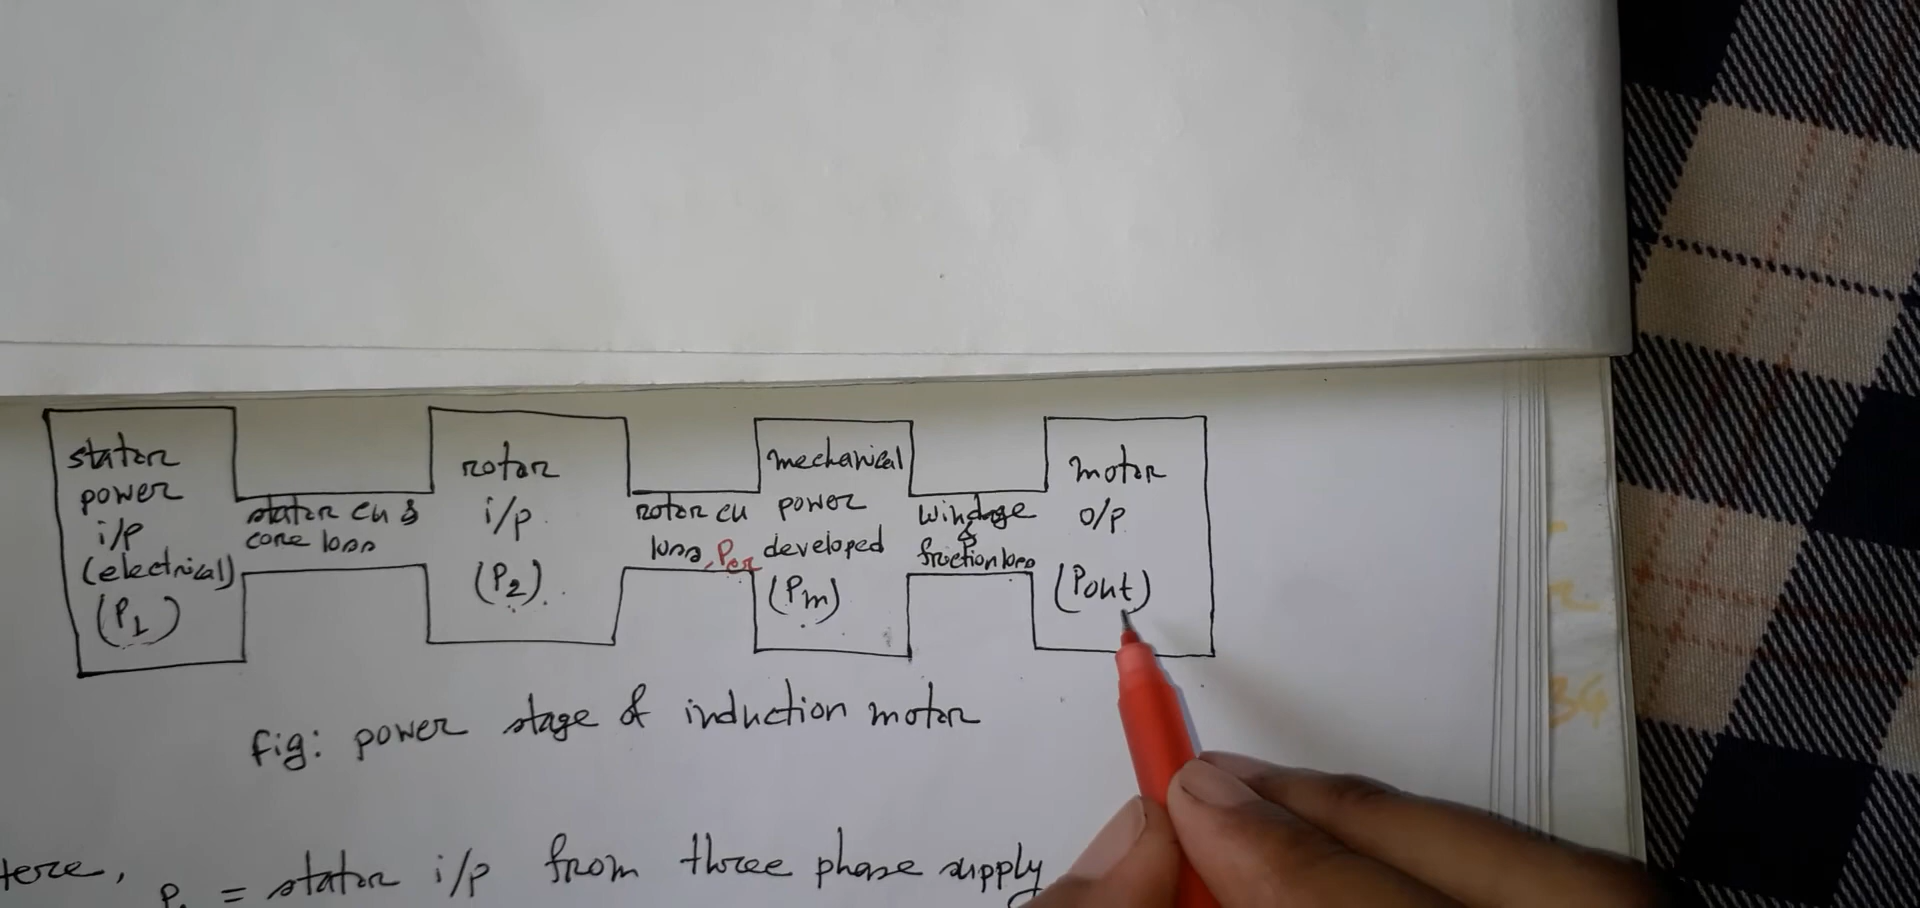 stator
power
i/p
(electrical)
(P1)
stator cu &
core loss
rotor
i/p
(P2)
rotor cu
loss, Pcr
mechanical
power
developed
(Pm)
windage
&
friction loss
motor
o/p
(Pout)
fig: power stage of induction motor
Here,
P1 = stator i/p from three phase supply